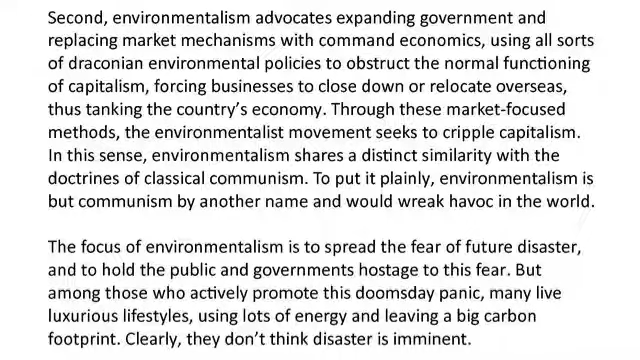 Second, environmentalism advocates expanding government and
replacing market mechanisms with command economics, using all sorts
of draconian environmental policies to obstruct the normal functioning
of capitalism, forcing businesses to close down or relocate overseas,
thus tanking the country’s economy. Through these market-focused
methods, the environmentalist movement seeks to cripple capitalism.
In this sense, environmentalism shares a distinct similarity with the
doctrines of classical communism. To put it plainly, environmentalism is
but communism by another name and would wreak havoc in the world.

The focus of environmentalism is to spread the fear of future disaster,
and to hold the public and governments hostage to this fear. But
among those who actively promote this doomsday panic, many live
luxurious lifestyles, using lots of energy and leaving a big carbon
footprint. Clearly, they don’t think disaster is imminent.